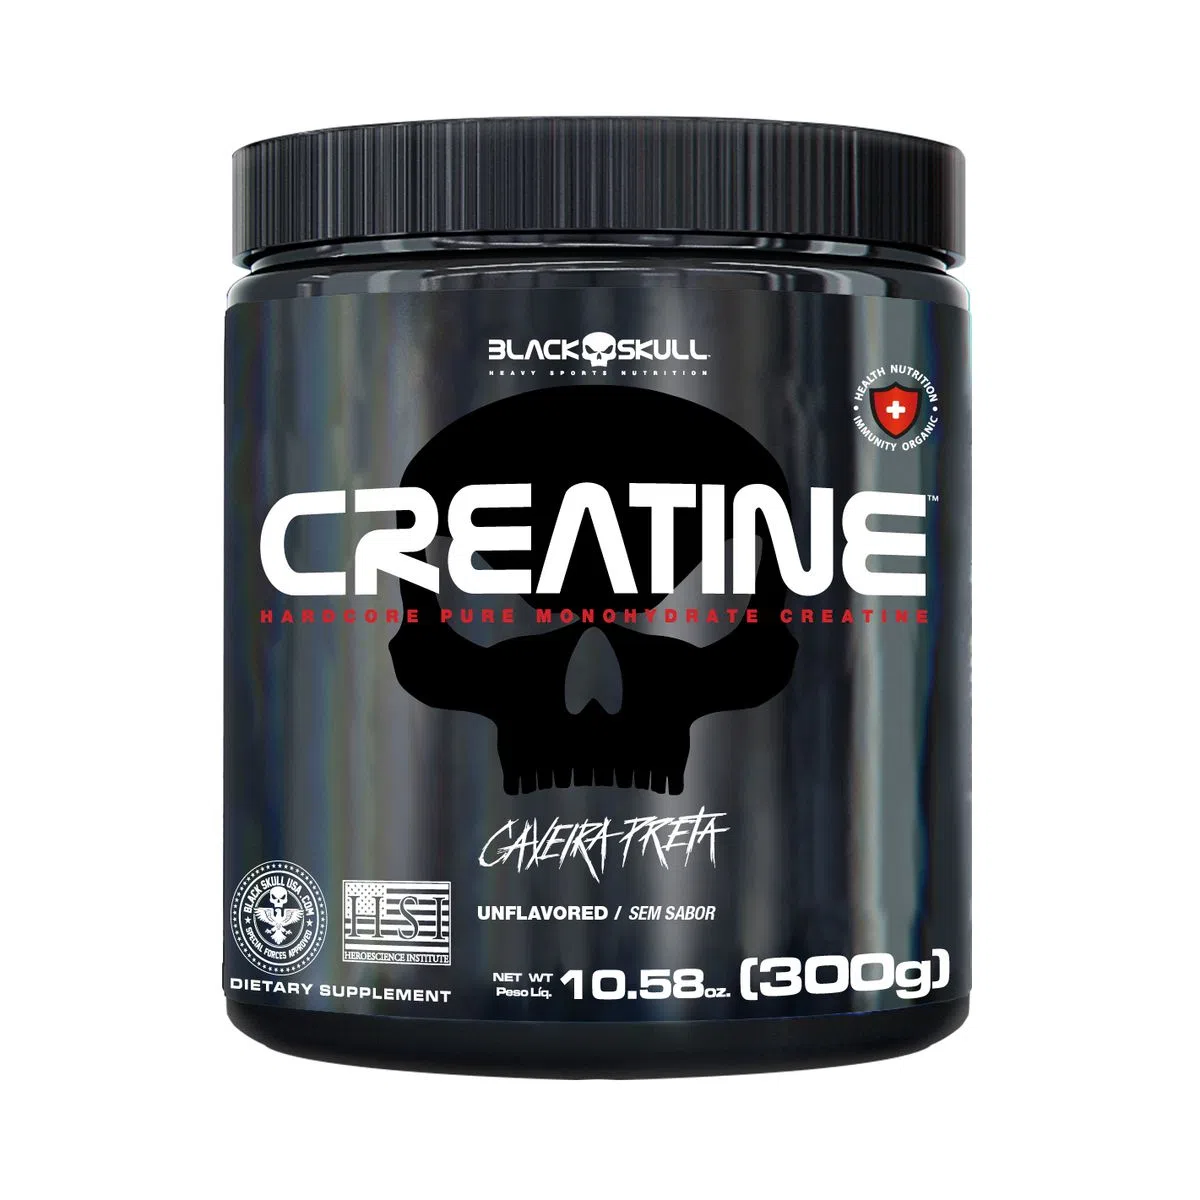 BLACK SKULL
HEAVY SPORTS NUTRITION
HEALTH NUTRITION
IMMUNITY ORGANIC
CREATINE™
HARDCORE PURE MONOHYDRATE CREATINE
CAVEIRA PRETA
UNFLAVORED / SEM SABOR
BLACK SKULL USA.COM
SPECIAL FORCES APPROVED
HSI
HEROESCIENCE INSTITUTE
DIETARY SUPPLEMENT
NET WT
Peso Líq.
10.58oz. (300g)